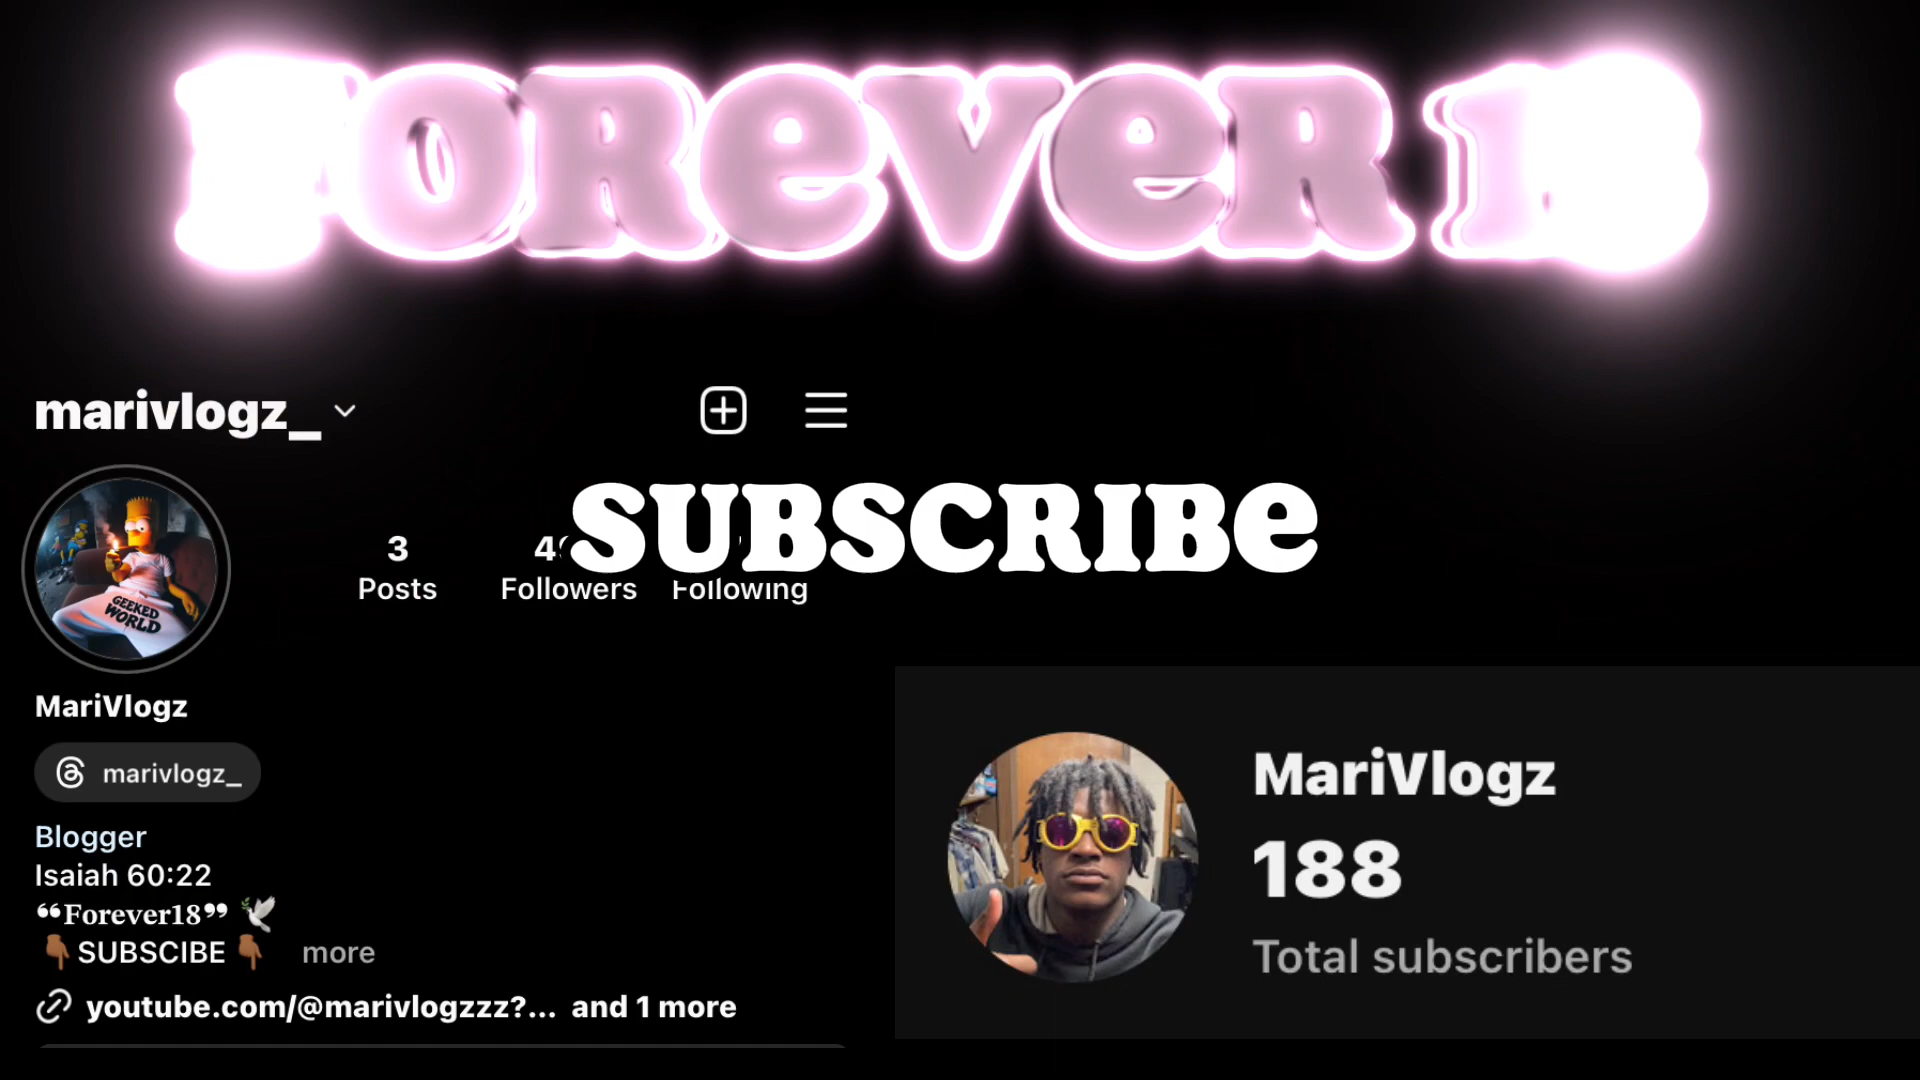 FOREVER 18
marivlogz_
SUBSCRIBE
3
Posts
Followers
Following
GEEKED
WORLD
MariVlogz
marivlogz_
Blogger
Isaiah 60:22
❝Forever18❞ 🕊
👇🏾SUBSCIBE👇🏾 more
youtube.com/@marivlogzzz?... and 1 more
MariVlogz
188
Total subscribers